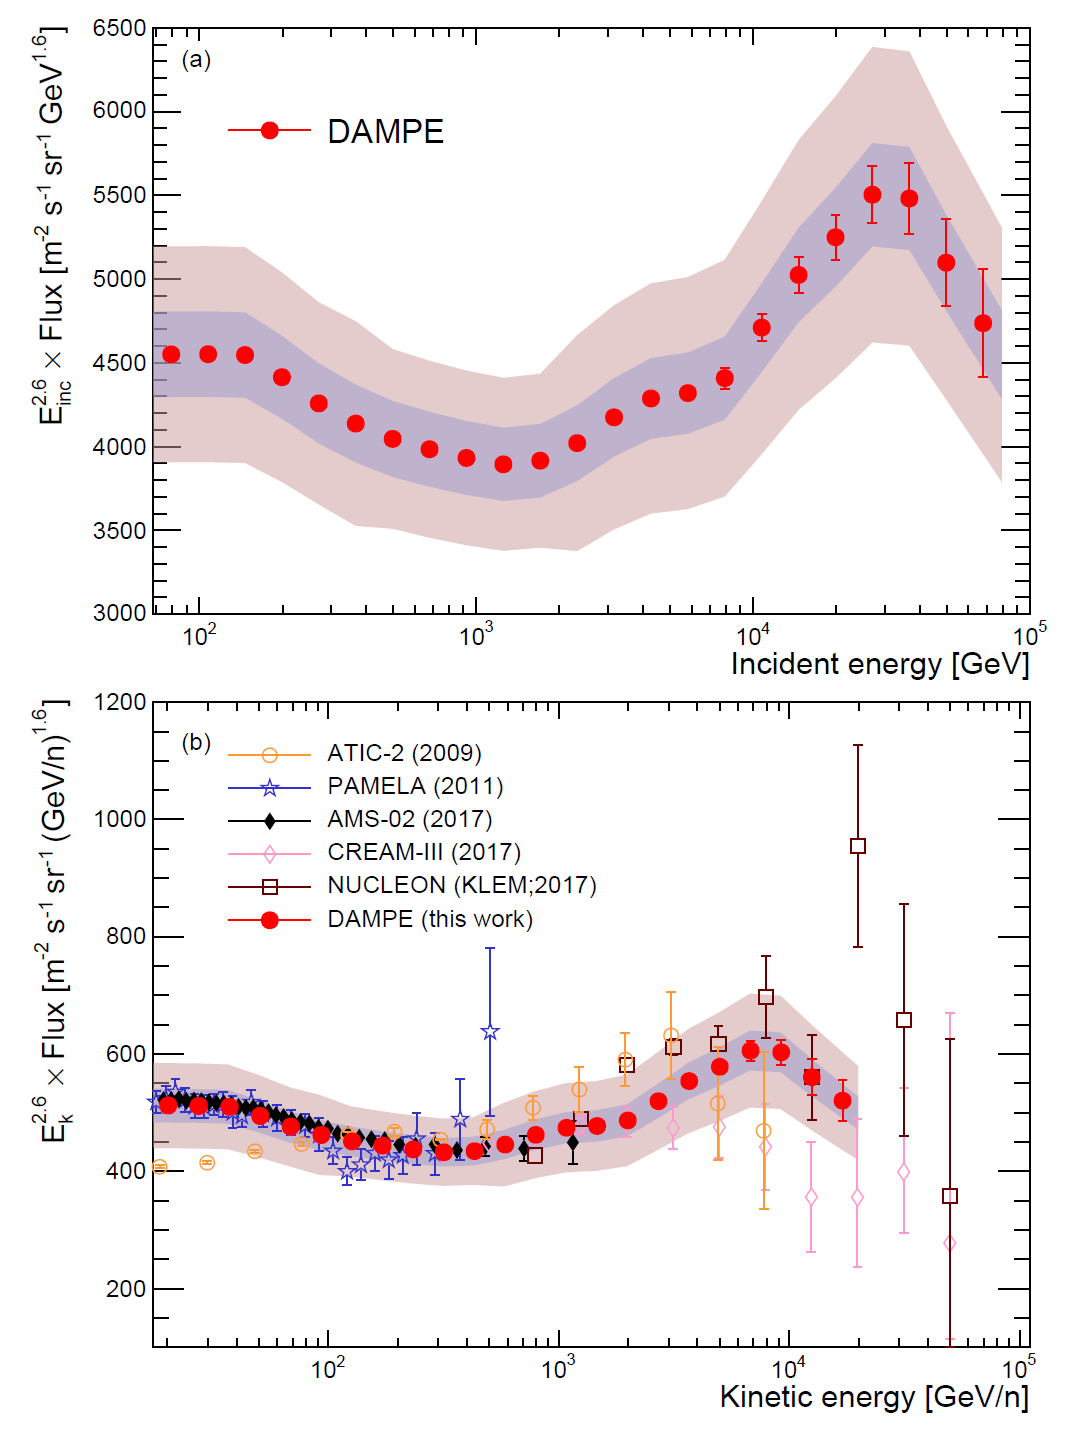 6500
6000
5500
5000
4500
4000
3500
3000
E_inc^2.6 × Flux [m^-2 s^-1 sr^-1 GeV^1.6]
(a)
DAMPE
10^2 10^3 10^4 10^5
Incident energy [GeV]
1200
1000
800
600
400
200
E_k^2.6 × Flux [m^-2 s^-1 sr^-1 (GeV/n)^1.6]
(b)
ATIC-2 (2009)
PAMELA (2011)
AMS-02 (2017)
CREAM-III (2017)
NUCLEON (KLEM;2017)
DAMPE (this work)
10^2 10^3 10^4 10^5
Kinetic energy [GeV/n]